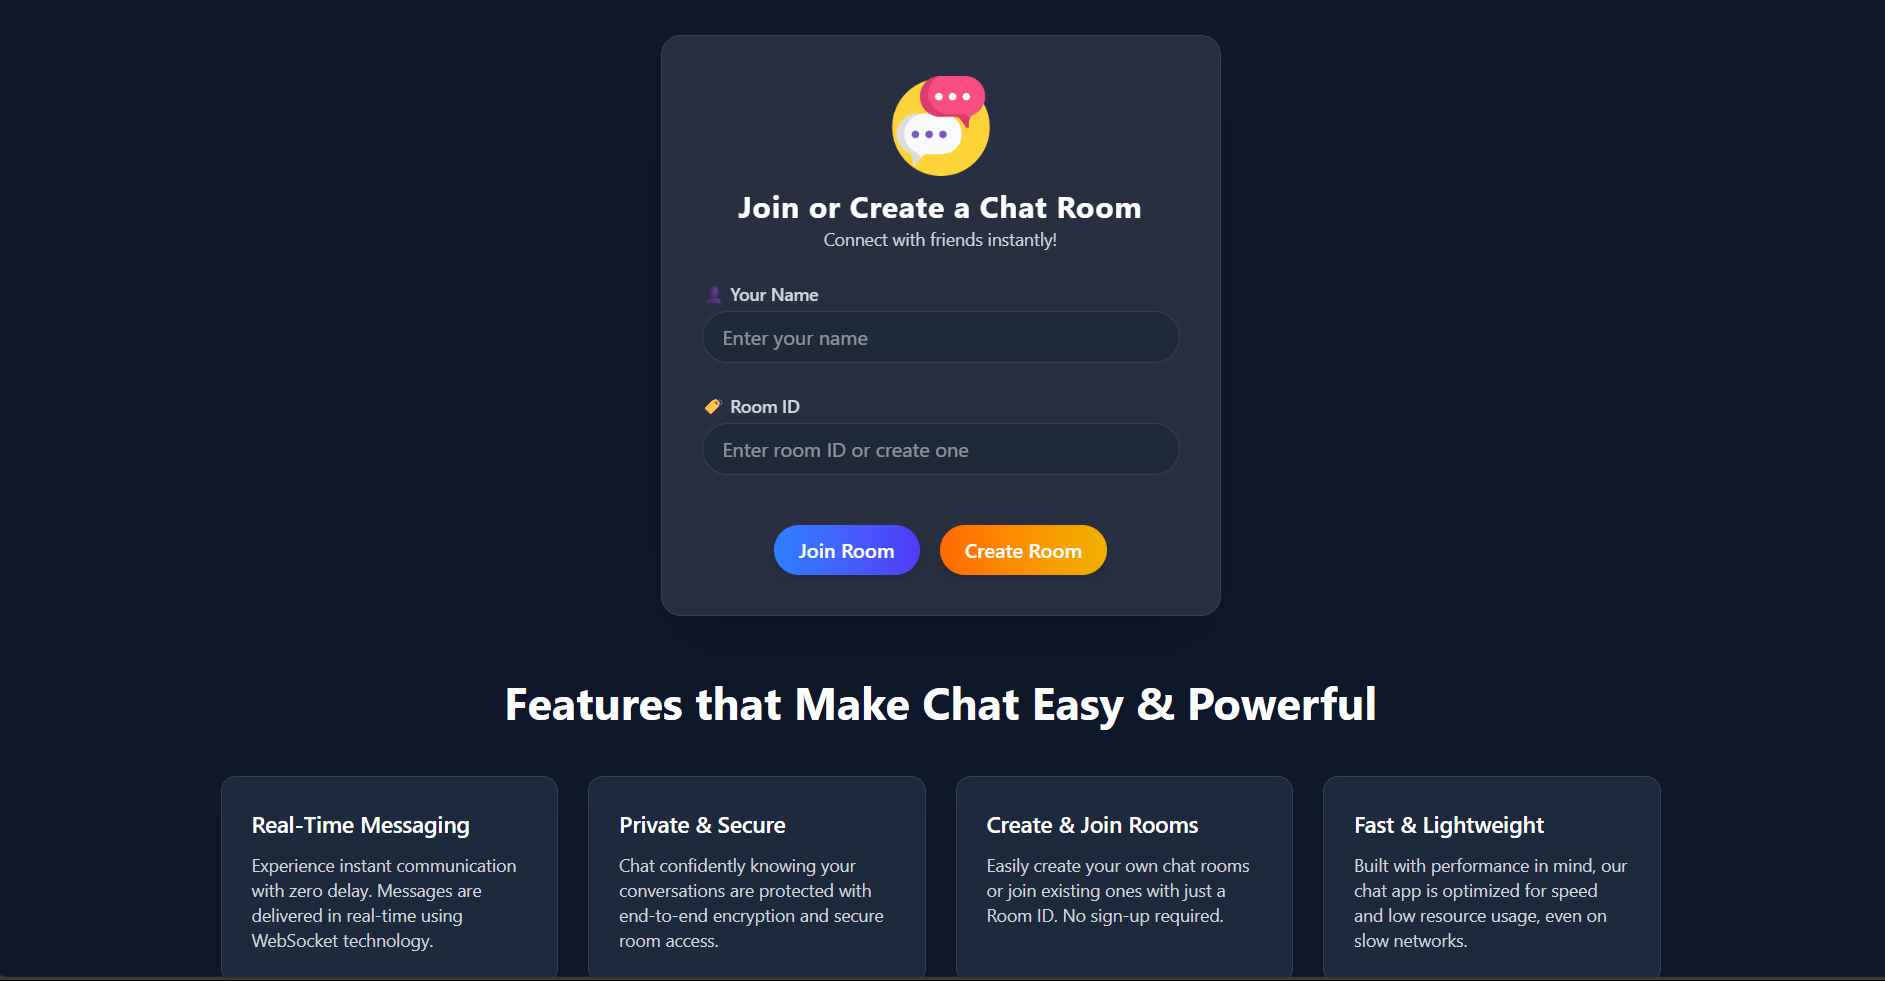 Join or Create a Chat Room
Connect with friends instantly!
Your Name
Enter your name
Room ID
Enter room ID or create one
Join Room
Create Room
Features that Make Chat Easy & Powerful
Real-Time Messaging
Experience instant communication
with zero delay. Messages are
delivered in real-time using
WebSocket technology.
Private & Secure
Chat confidently knowing your
conversations are protected with
end-to-end encryption and secure
room access.
Create & Join Rooms
Easily create your own chat rooms
or join existing ones with just a
Room ID. No sign-up required.
Fast & Lightweight
Built with performance in mind, our
chat app is optimized for speed
and low resource usage, even on
slow networks.